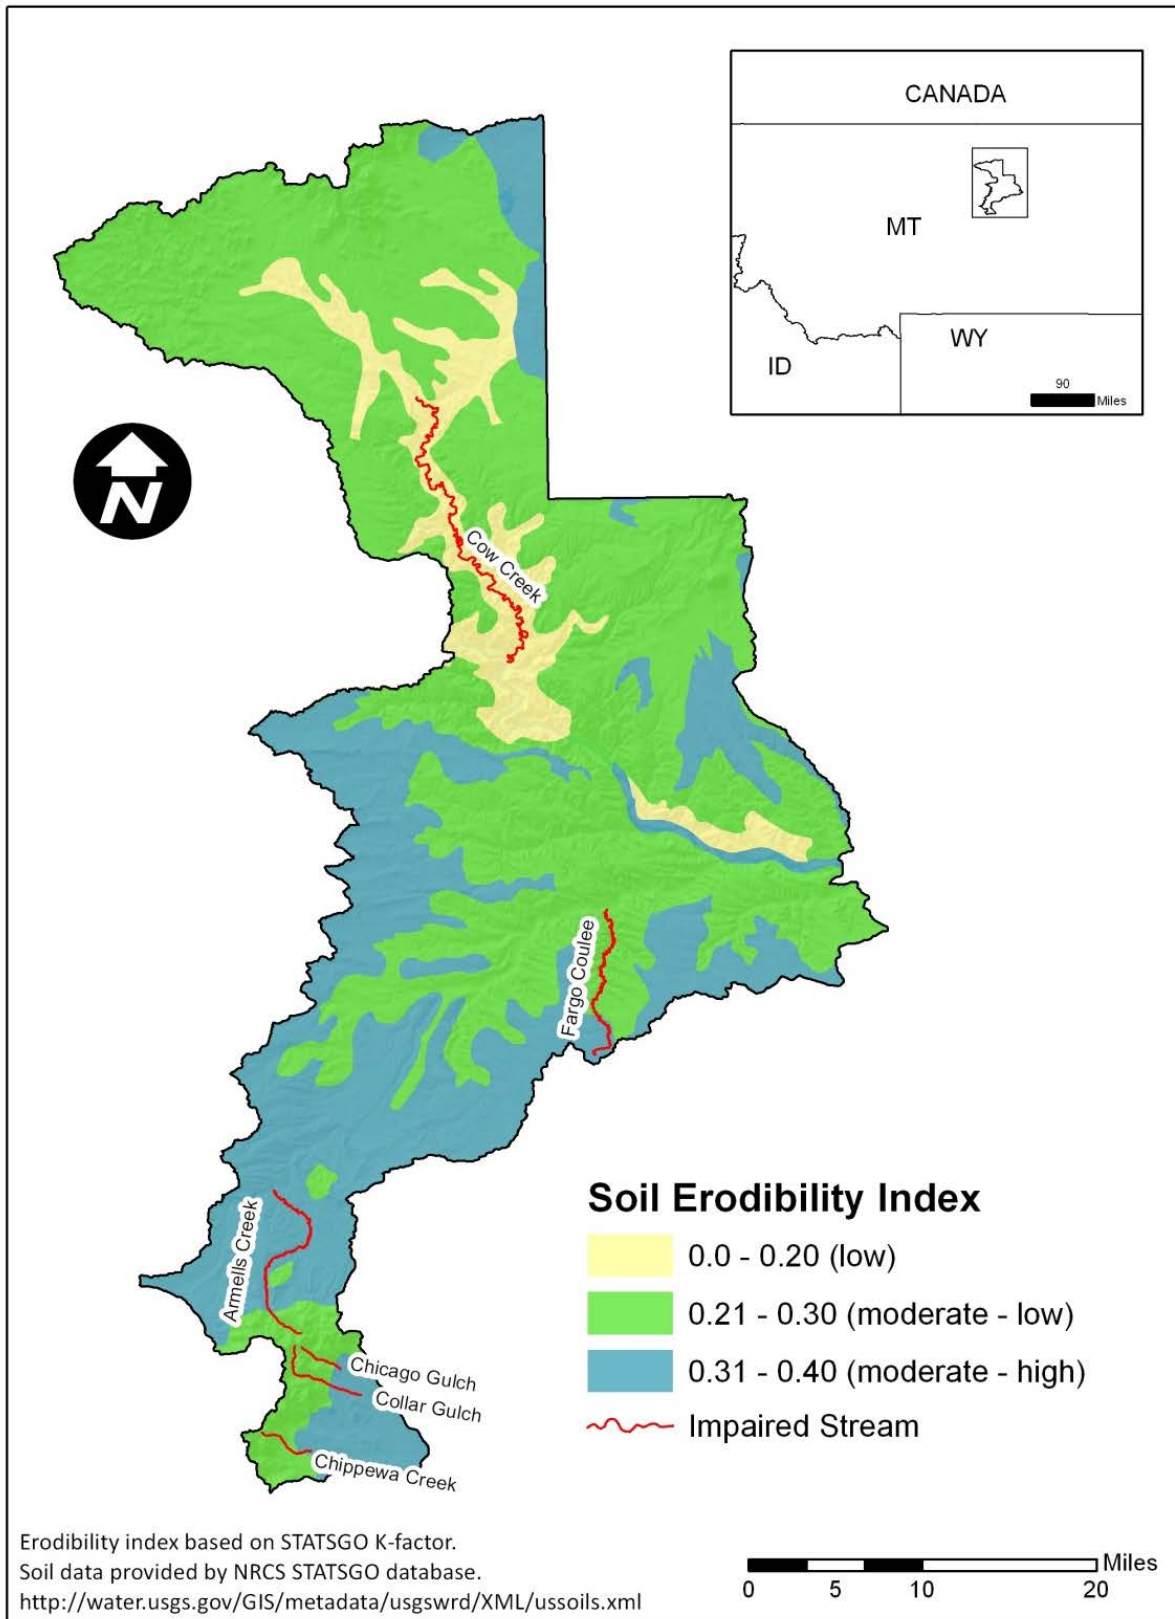 CANADA
MT
WY
ID
90
Miles
N
Cow Creek
Fargo Coulee
Armells Creek
Chicago Gulch
Collar Gulch
Chippewa Creek
Soil Erodibility Index
0.0 - 0.20 (low)
0.21 - 0.30 (moderate - low)
0.31 - 0.40 (moderate - high)
Impaired Stream
Erodibility index based on STATSGO K-factor.
Soil data provided by NRCS STATSGO database.
http://water.usgs.gov/GIS/metadata/usgswrd/XML/ussoils.xml
Miles
0 5 10 20